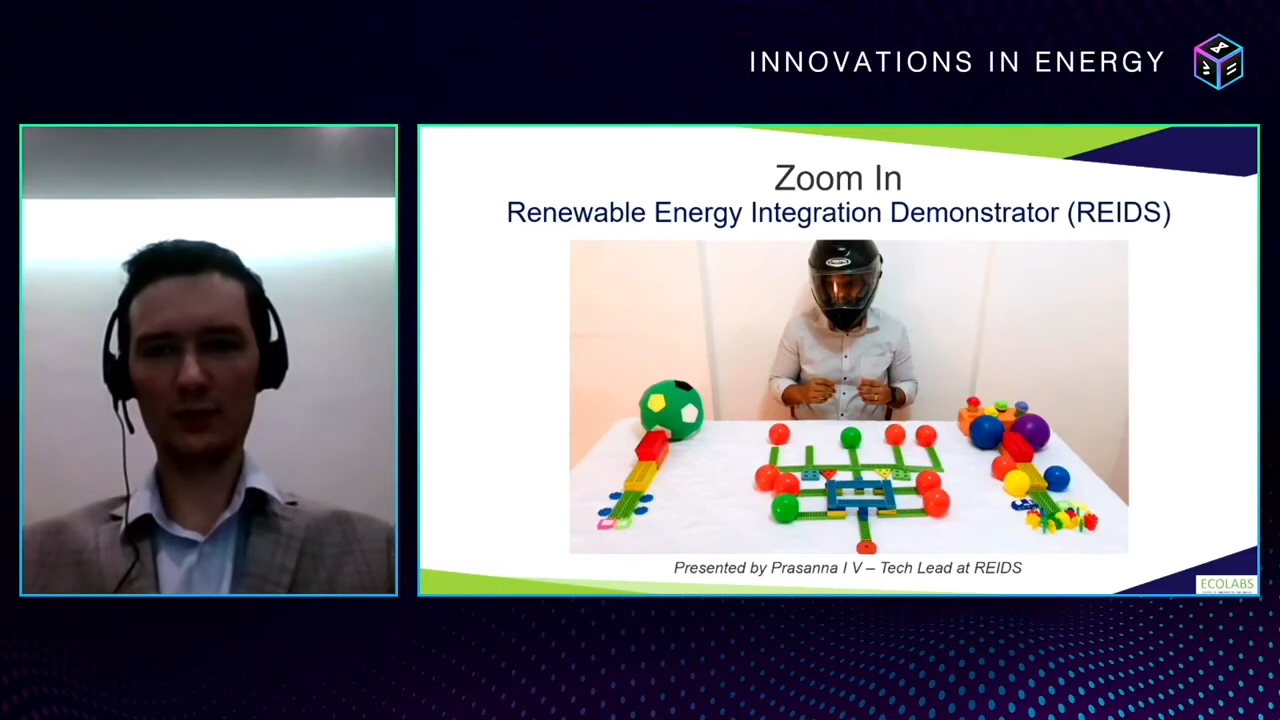 INNOVATIONS IN ENERGY
Zoom In
Renewable Energy Integration Demonstrator (REIDS)
Presented by Prasanna I V – Tech Lead at REIDS
ECOLABS